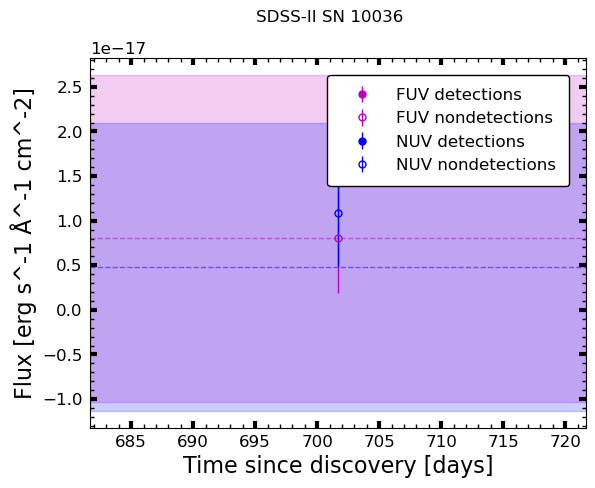 SDSS-II SN 10036
1e−17
FUV detections
FUV nondetections
NUV detections
NUV nondetections
2.5
2.0
1.5
1.0
0.5
0.0
−0.5
−1.0
Flux [erg s^-1 Å^-1 cm^-2]
685 690 695 700 705 710 715 720
Time since discovery [days]